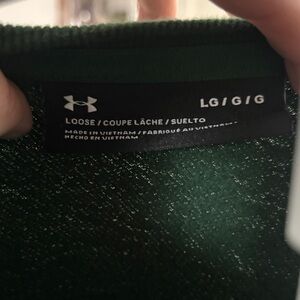 LG / G / G
LOOSE / COUPE LÂCHE / SUELTO
MADE IN VIETNAM / FABRIQUÉ AU VIETNAM /
HECHO EN VIETNAM